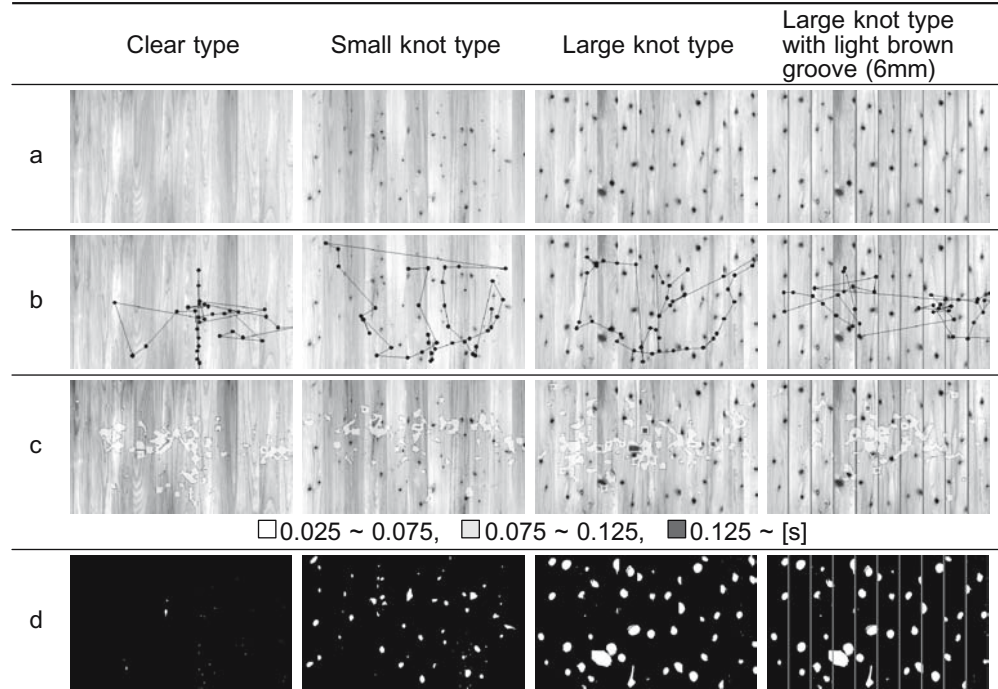 Clear type
Small knot type
Large knot type
Large knot type
with light brown
groove (6mm)
a
b
c
0.025 ~ 0.075, 0.075 ~ 0.125, 0.125 ~ [s]
d